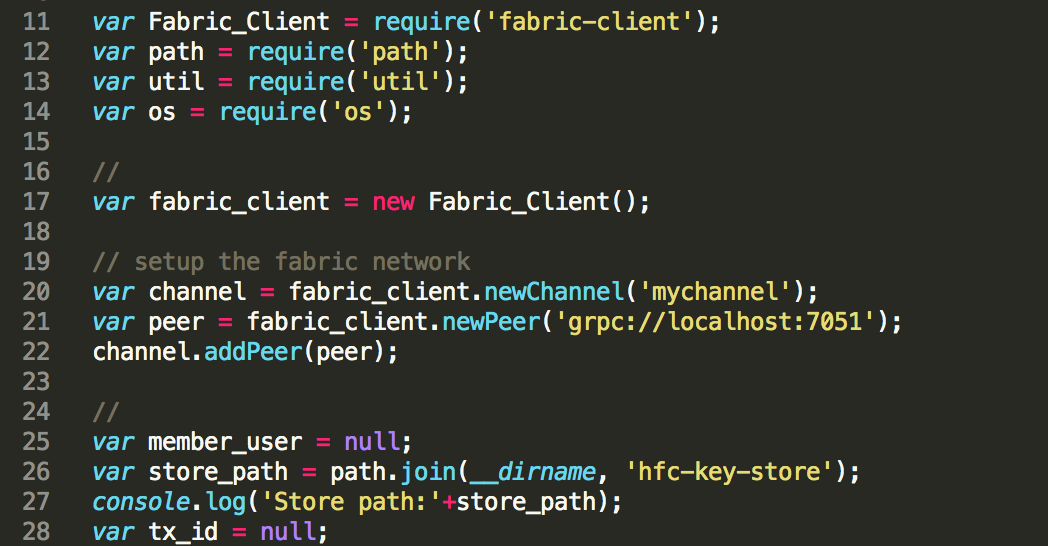 11 var Fabric_Client = require('fabric-client');
12 var path = require('path');
13 var util = require('util');
14 var os = require('os');
15
16 //
17 var fabric_client = new Fabric_Client();
18
19 // setup the fabric network
20 var channel = fabric_client.newChannel('mychannel');
21 var peer = fabric_client.newPeer('grpc://localhost:7051');
22 channel.addPeer(peer);
23
24 //
25 var member_user = null;
26 var store_path = path.join(__dirname, 'hfc-key-store');
27 console.log('Store path:'+store_path);
28 var tx_id = null;